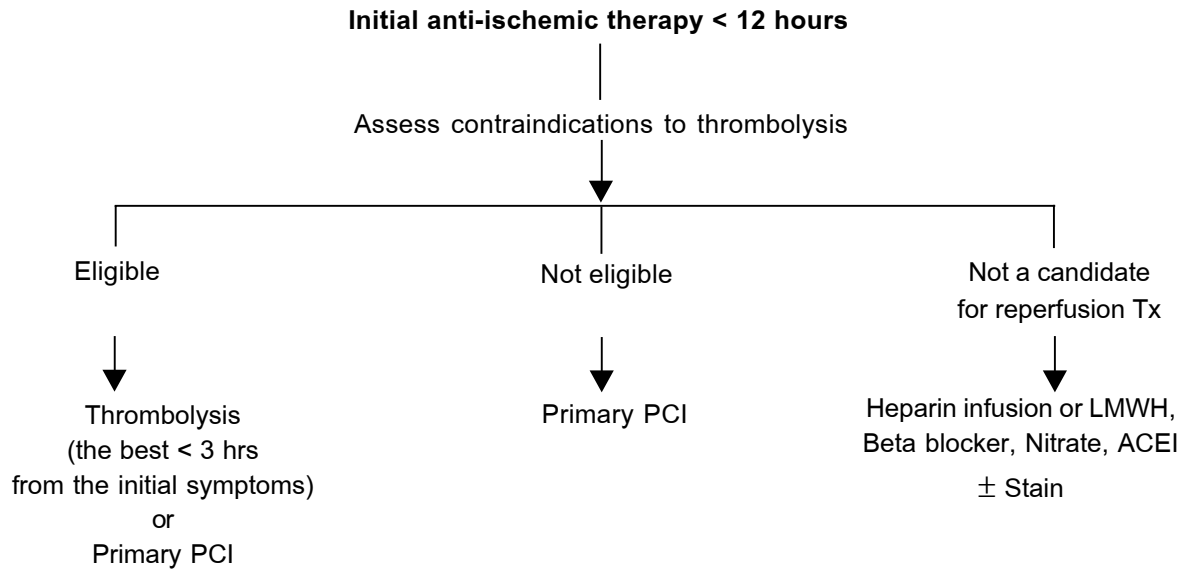 Initial anti-ischemic therapy < 12 hours
Assess contraindications to thrombolysis
Eligible
Not eligible
Not a candidate
for reperfusion Tx
Thrombolysis
(the best < 3 hrs
from the initial symptoms)
or
Primary PCI
Primary PCI
Heparin infusion or LMWH,
Beta blocker, Nitrate, ACEI
± Stain